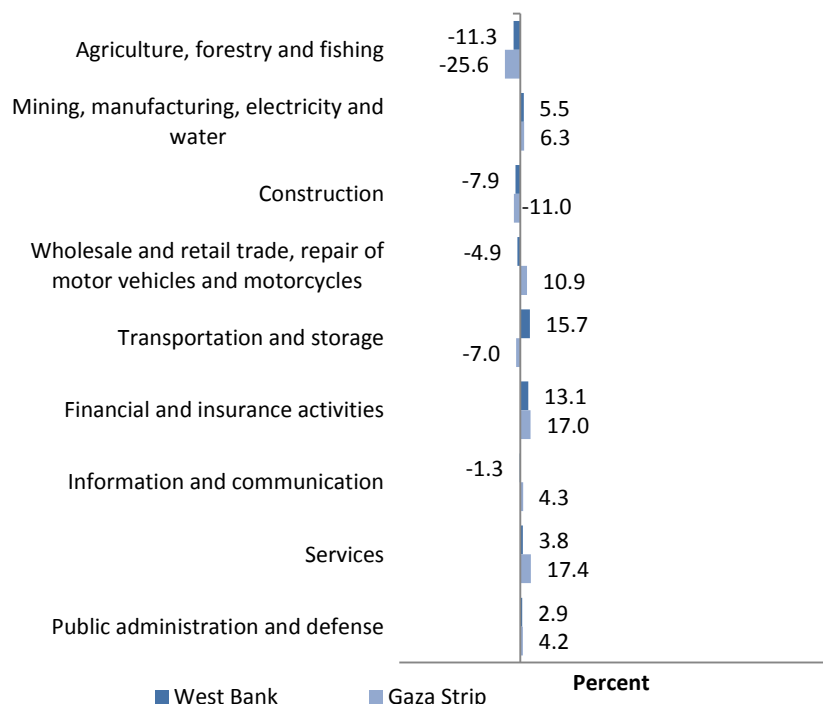 Agriculture, forestry and fishing
-11.3
-25.6
Mining, manufacturing, electricity and
water
5.5
6.3
Construction
-7.9
-11.0
Wholesale and retail trade, repair of
motor vehicles and motorcycles
-4.9
10.9
Transportation and storage
15.7
-7.0
Financial and insurance activities
13.1
17.0
Information and communication
-1.3
4.3
Services
3.8
17.4
Public administration and defense
2.9
4.2
Percent
West Bank
Gaza Strip